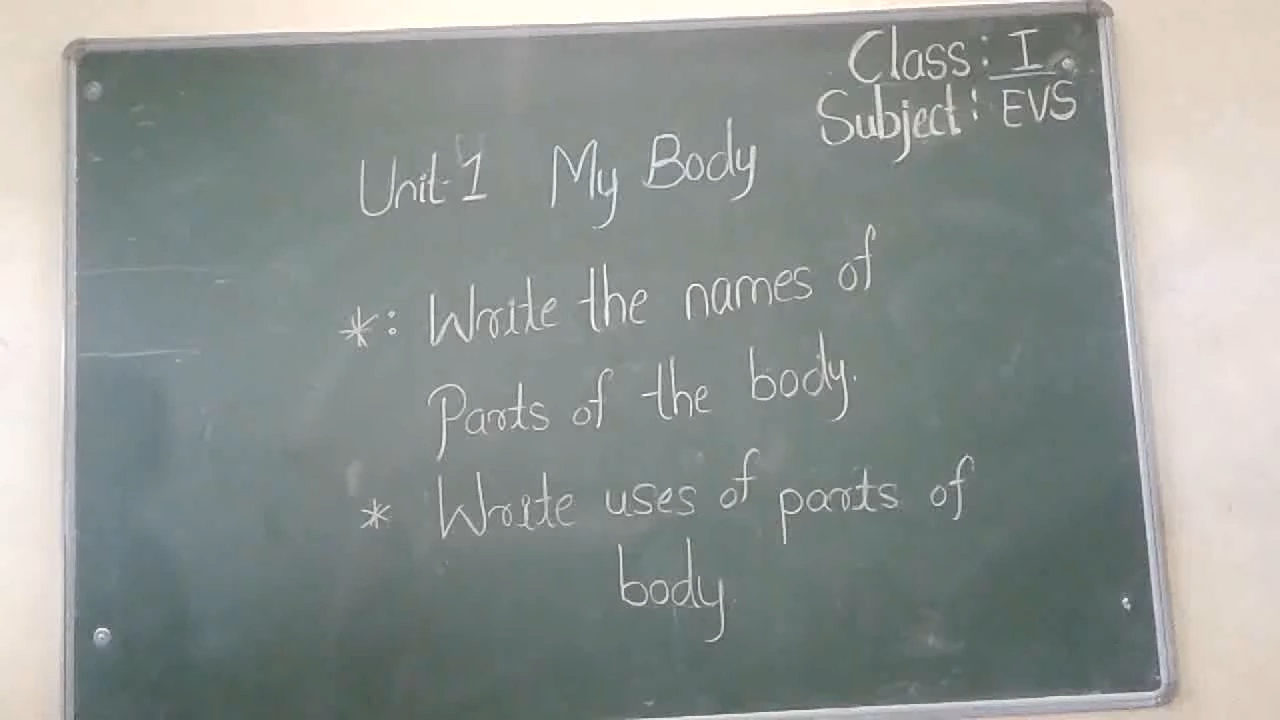 Class: I
Subject: EVS
Unit-1 My Body
*: Write the names of
Parts of the body.
* Write uses of parts of
body